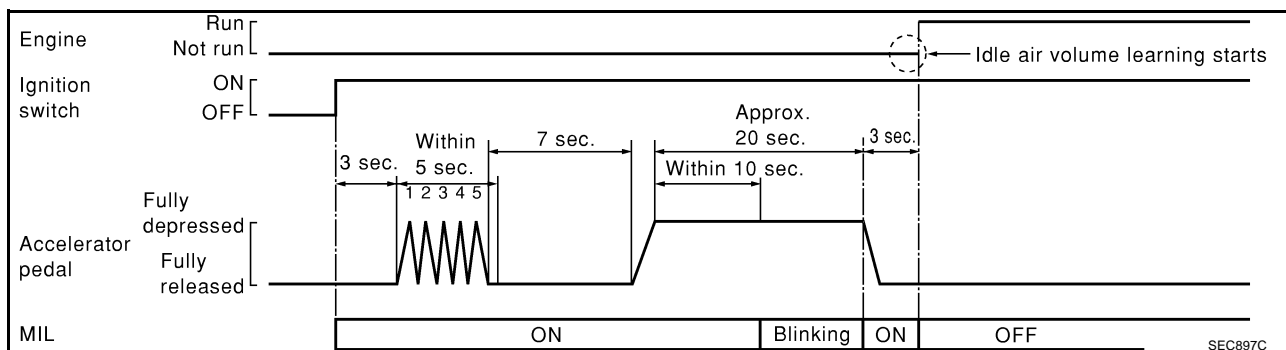 Engine
Run
Not run
Idle air volume learning starts
Ignition
switch
ON
OFF
3 sec.
Within
5 sec.
1 2 3 4 5
7 sec.
Approx.
20 sec.
Within 10 sec.
3 sec.
Accelerator
pedal
Fully
depressed
Fully
released
MIL
ON
Blinking
ON
OFF
SEC897C